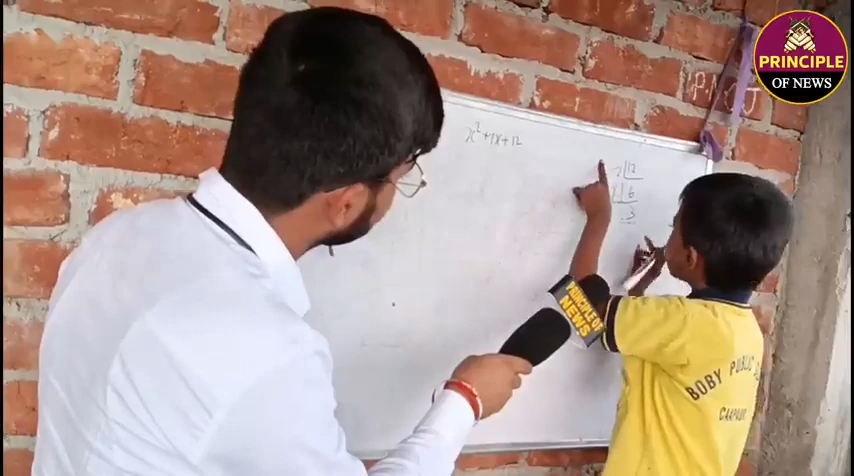 PRINCIPLE
OF NEWS
x²+7x+12
2 12
2 6
3
PRINCIPLE
OF
NEWS
BOBY PUBLIC